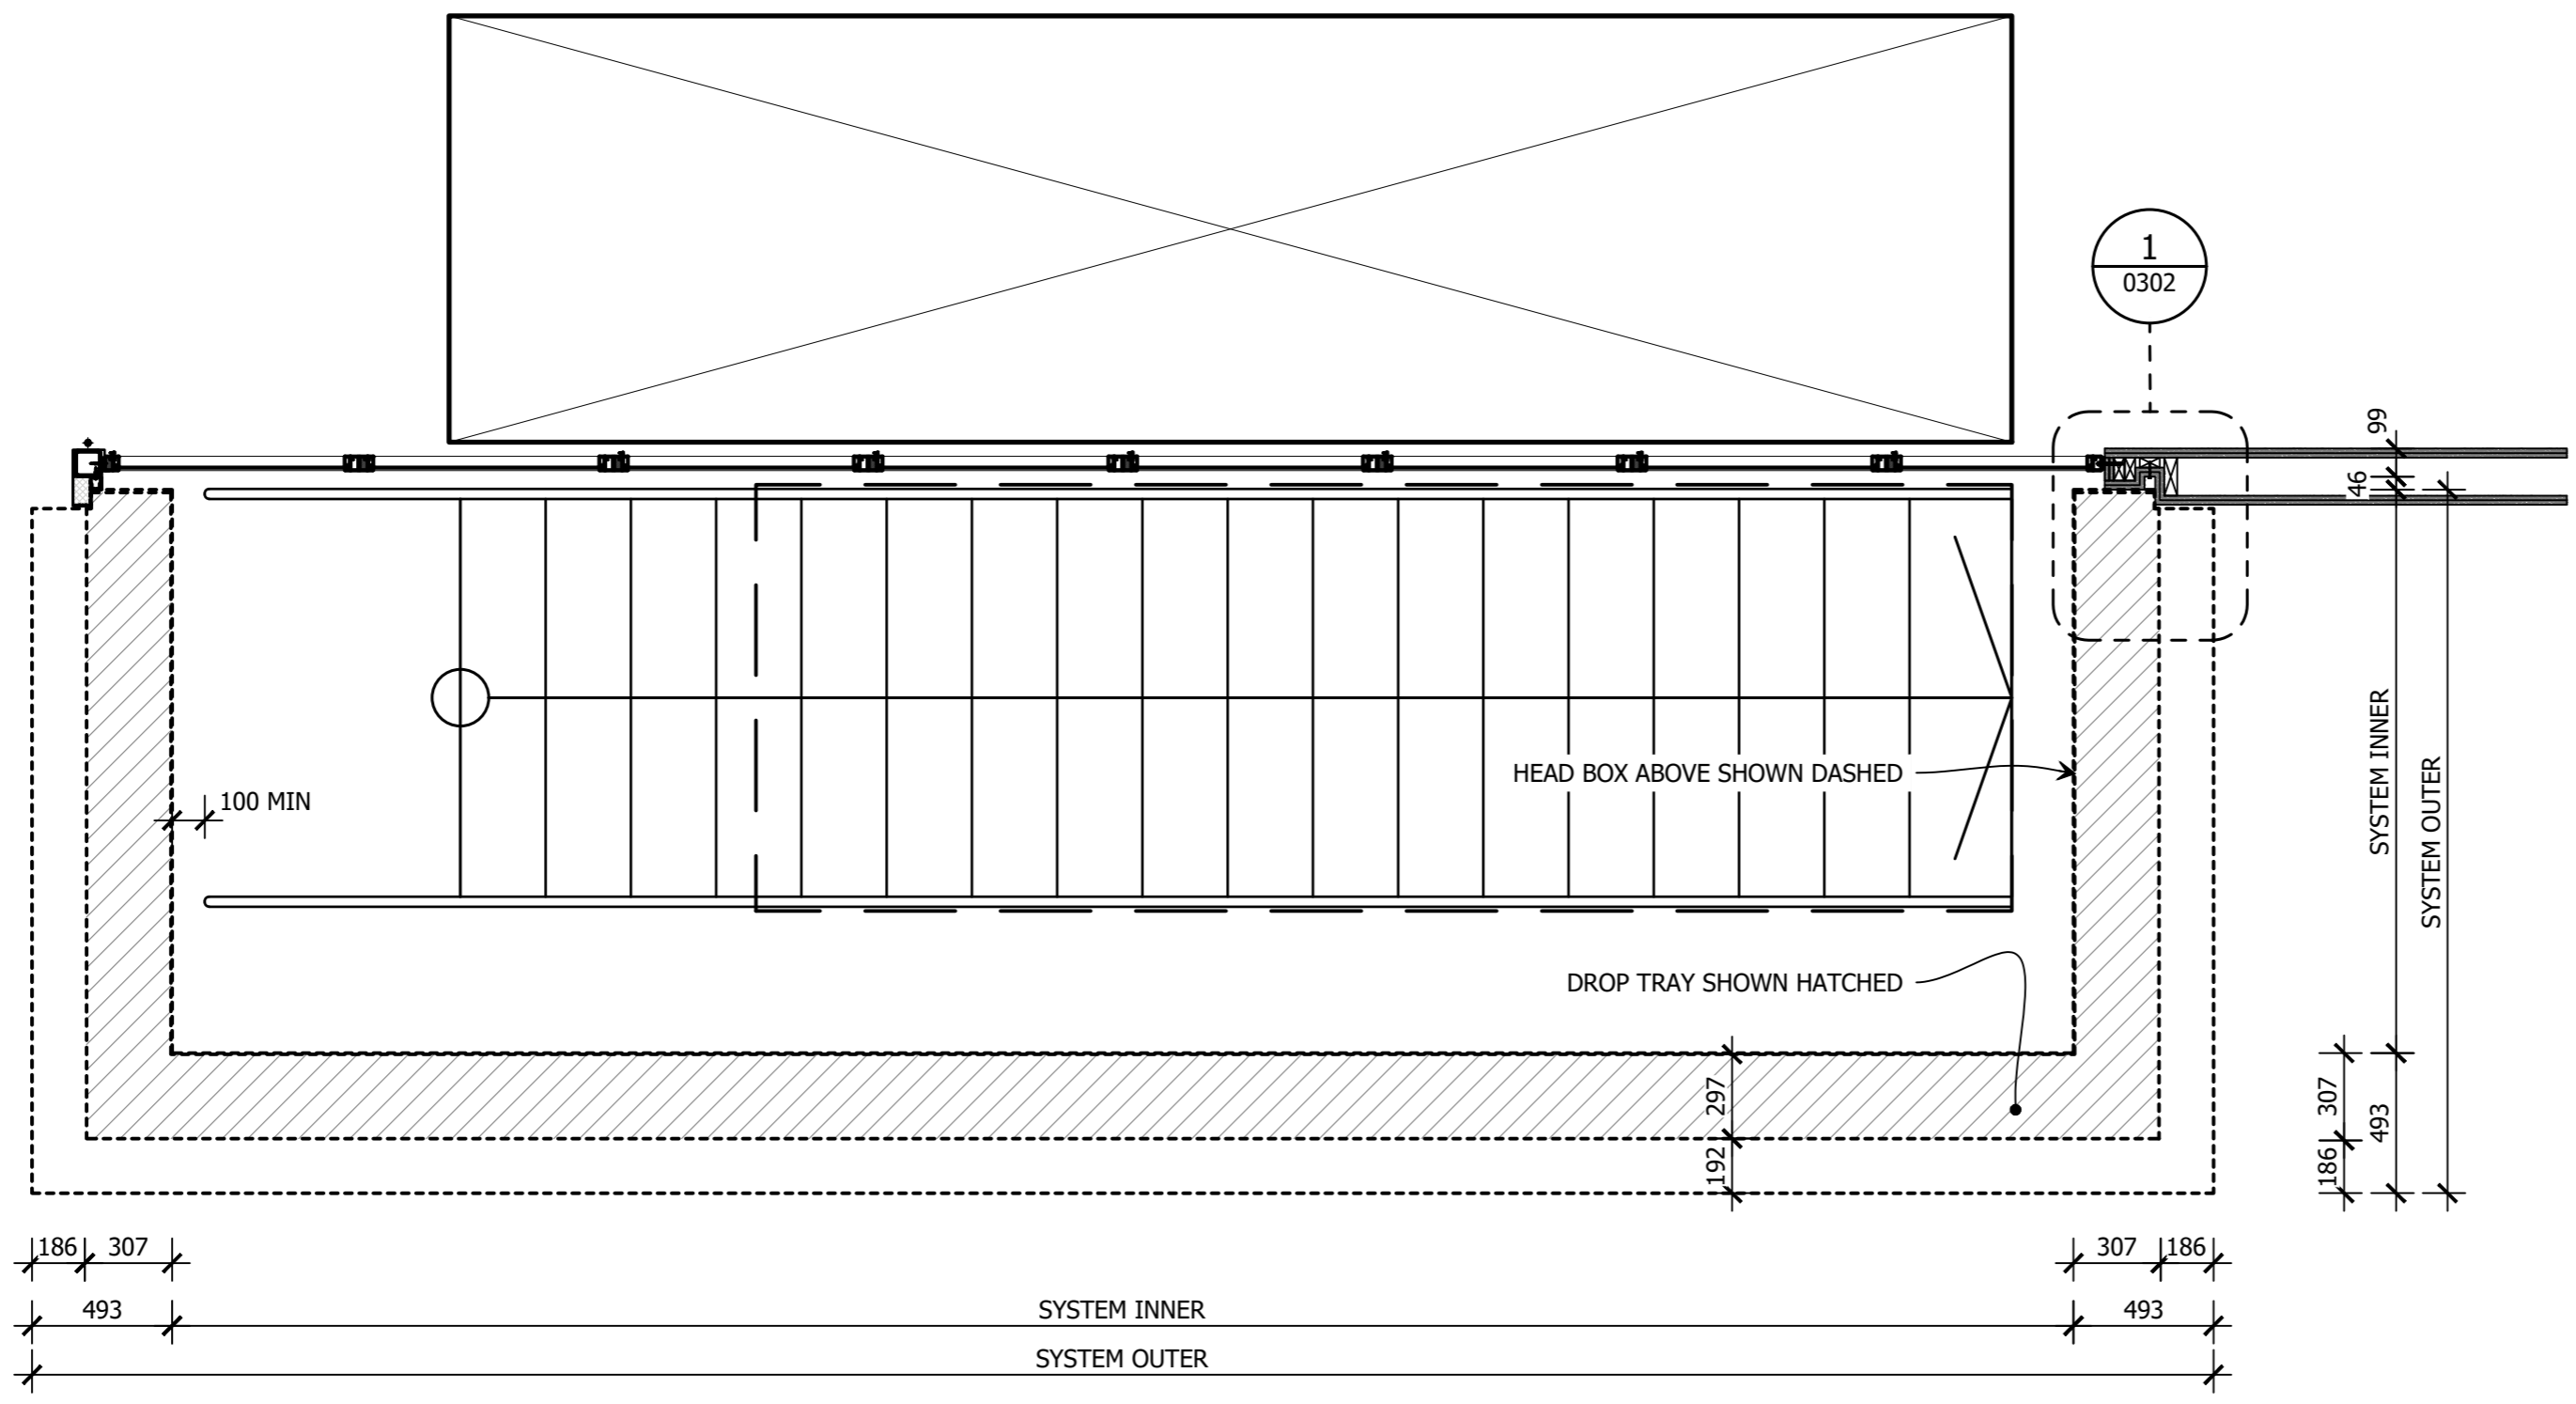 1
0302
99
46
HEAD BOX ABOVE SHOWN DASHED
SYSTEM INNER
SYSTEM OUTER
100 MIN
DROP TRAY SHOWN HATCHED
297
192
307
493
186
186
307
307
186
493
SYSTEM INNER
493
SYSTEM OUTER